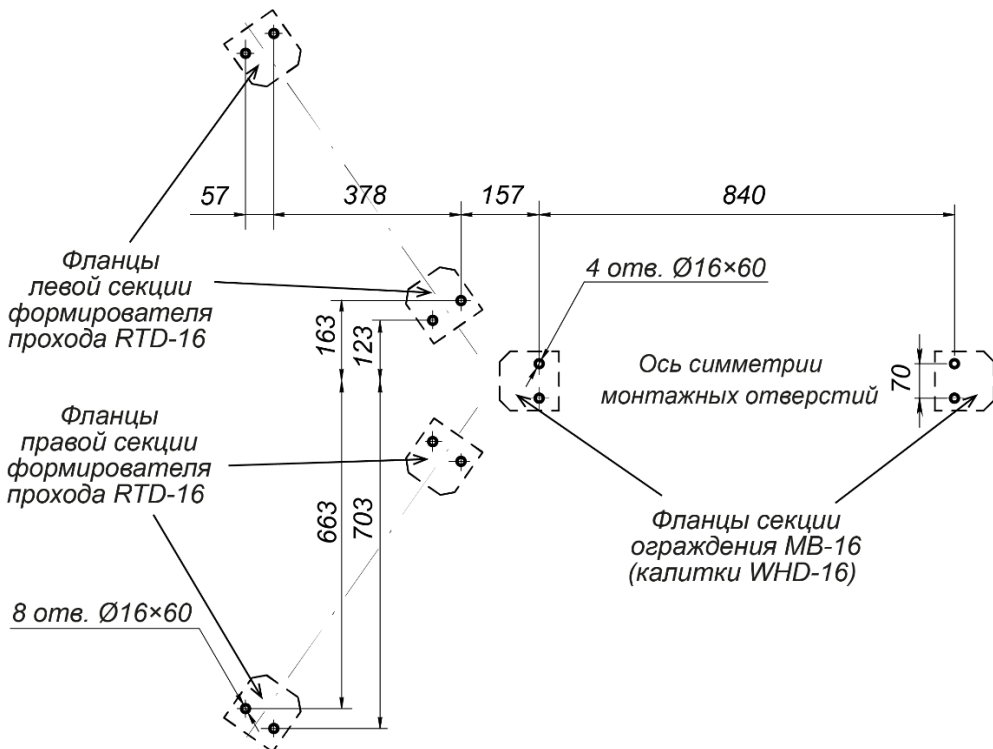 57
378
157
840
Фланцы
левой секции
формирователя
прохода RTD-16
4 отв. Ø16×60
163
123
Ось симметрии
монтажных отверстий
70
Фланцы
правой секции
формирователя
прохода RTD-16
663
703
Фланцы секции
ограждения MB-16
(калитки WHD-16)
8 отв. Ø16×60